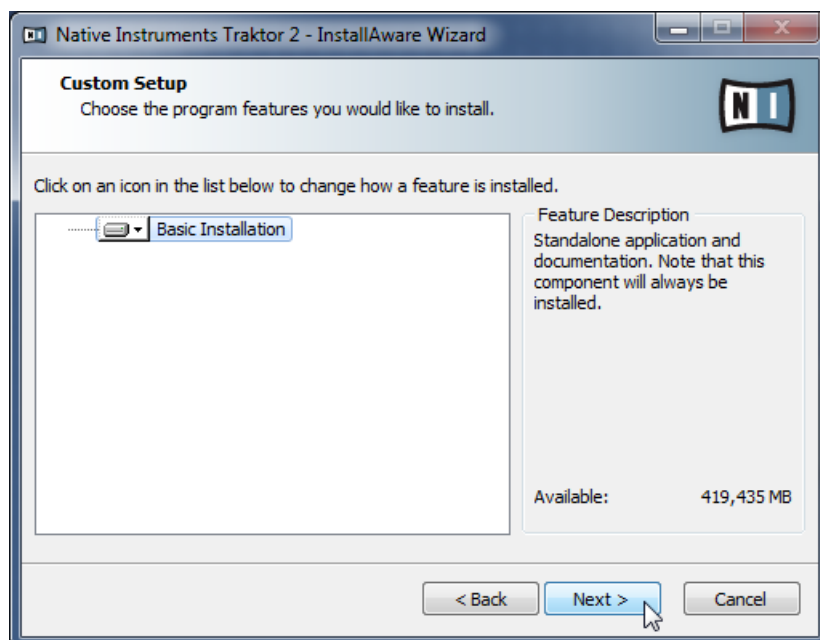 Native Instruments Traktor 2 - InstallAware Wizard
Custom Setup
Choose the program features you would like to install.
N I
Click on an icon in the list below to change how a feature is installed.
Basic Installation
Feature Description
Standalone application and
documentation. Note that this
component will always be
installed.
Available: 419,435 MB
< Back Next > Cancel